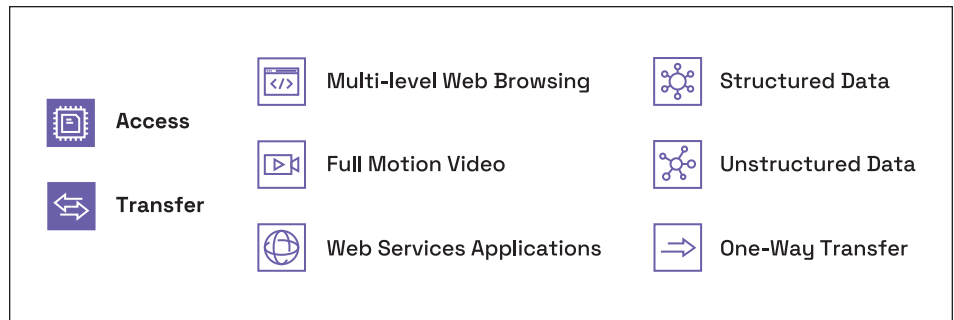 Access
Transfer
Multi-level Web Browsing
Full Motion Video
Web Services Applications
Structured Data
Unstructured Data
One-Way Transfer